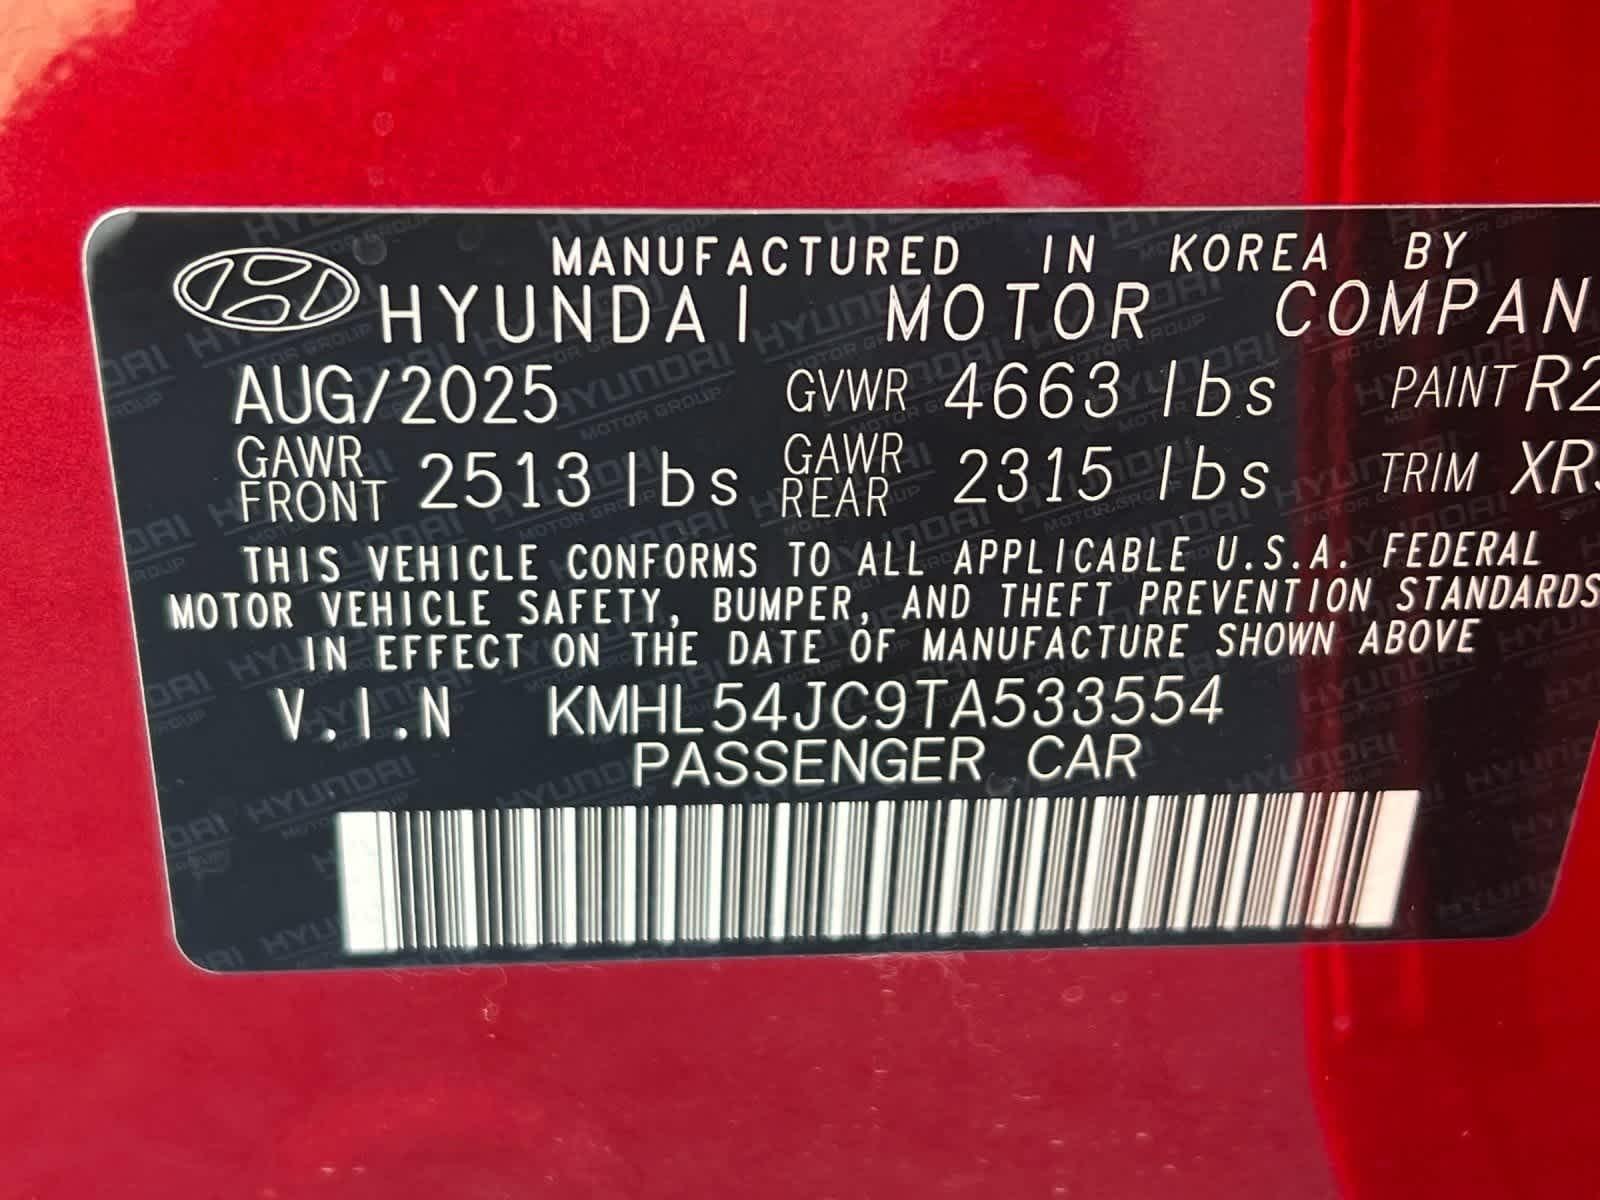 MANUFACTURED IN KOREA BY
HYUNDAI MOTOR COMPAN
AUG/2025 GVWR 4663 lbs PAINT R2
GAWR FRONT 2513 lbs GAWR REAR 2315 lbs TRIM XR
THIS VEHICLE CONFORMS TO ALL APPLICABLE U.S.A. FEDERAL
MOTOR VEHICLE SAFETY, BUMPER, AND THEFT PREVENTION STANDARDS
IN EFFECT ON THE DATE OF MANUFACTURE SHOWN ABOVE
V.I.N KMHL54JC9TA533554
PASSENGER CAR